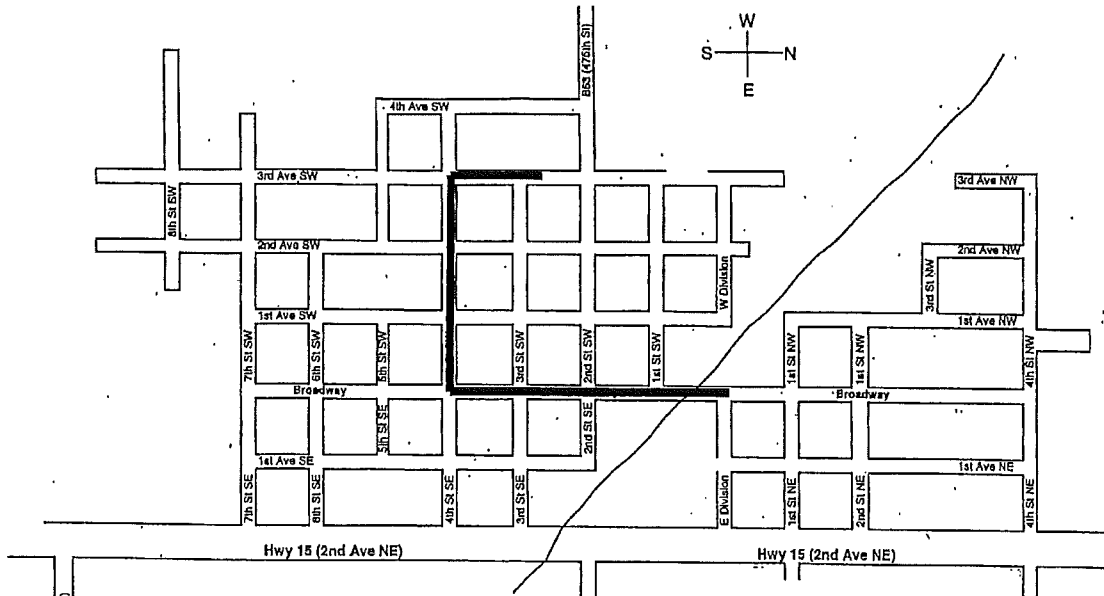 B63 (475th St)
W
S N
E
4th Ave SW
3rd Ave SW
3rd Ave NW
8th St SW
2nd Ave SW
2nd Ave NW
W Division
3rd St NW
1st Ave SW
1st Ave NW
7th St SW
6th St SW
5th St SW
3rd St SW
2nd St SW
1st St SW
1st St NW
1st St NW
4th St NW
Broadway
Broadway
5th St SE
2nd St SE
1st Ave SE
1st Ave NE
7th St SE
6th St SE
4th St SE
3rd St SE
E Division
1st St NE
2nd St NE
4th St NE
Hwy 15 (2nd Ave NE)
Hwy 15 (2nd Ave NE)